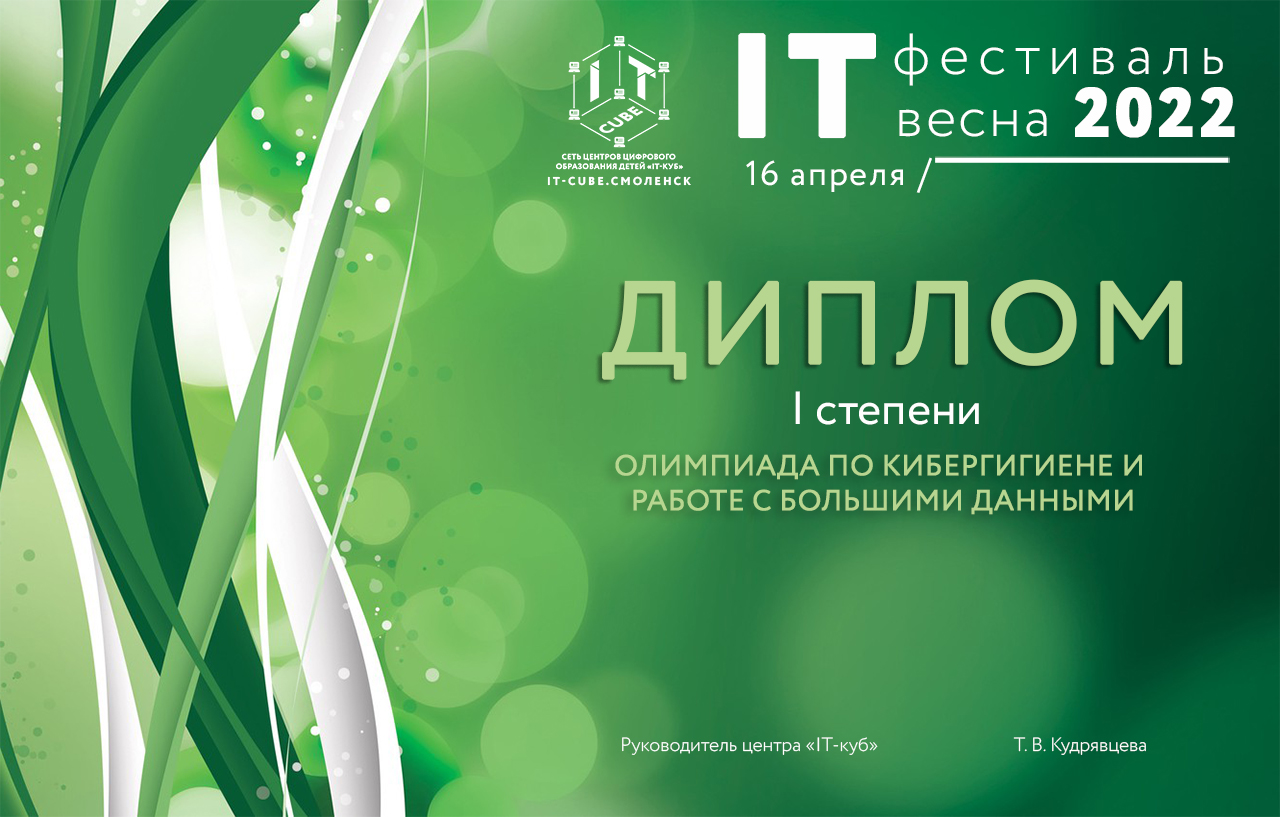 IT
CUBE
СЕТЬ ЦЕНТРОВ ЦИФРОВОГО
ОБРАЗОВАНИЯ ДЕТЕЙ «IT-КУБ»
IT-CUBE.СМОЛЕНСК
IT фестиваль
весна 2022
16 апреля /
ДИПЛОМ
I степени
ОЛИМПИАДА ПО КИБЕРГИГИЕНЕ И
РАБОТЕ С БОЛЬШИМИ ДАННЫМИ
Руководитель центра «IT-куб» Т. В. Кудрявцева